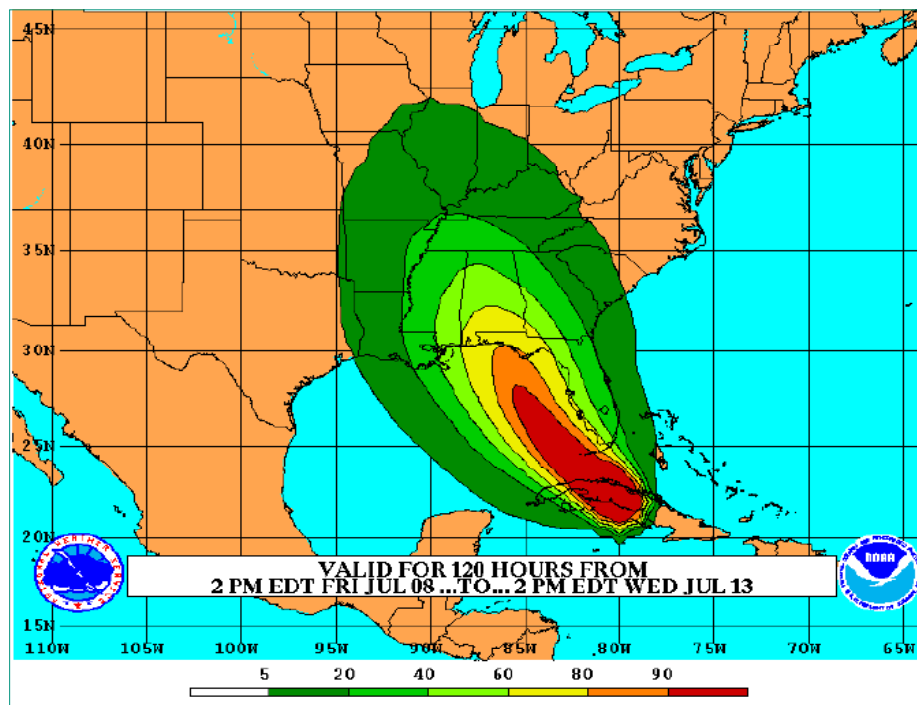 45N
40N
35N
30N
25N
20N
VALID FOR 120 HOURS FROM
2 PM EDT FRI JUL 08 ...TO... 2 PM EDT WED JUL 13
NOAA
15N
110W 105W 100W 95W 90W 85W 80W 75W 70W 65W
5 20 40 60 80 90